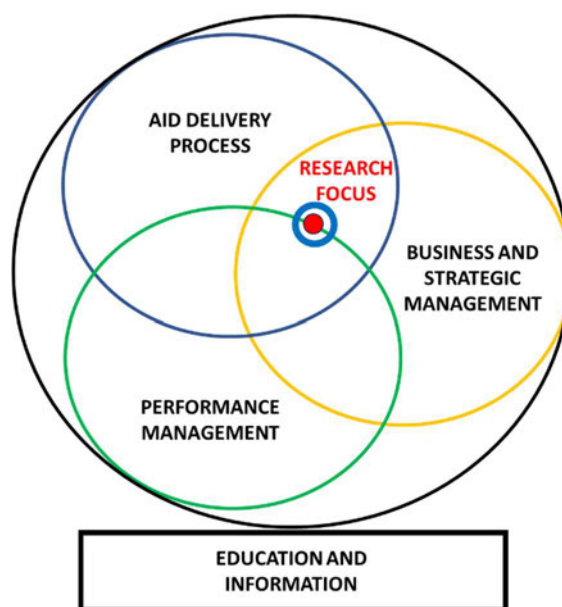 AID DELIVERY
PROCESS
RESEARCH
FOCUS
BUSINESS AND
STRATEGIC
MANAGEMENT
PERFORMANCE
MANAGEMENT
EDUCATION AND
INFORMATION